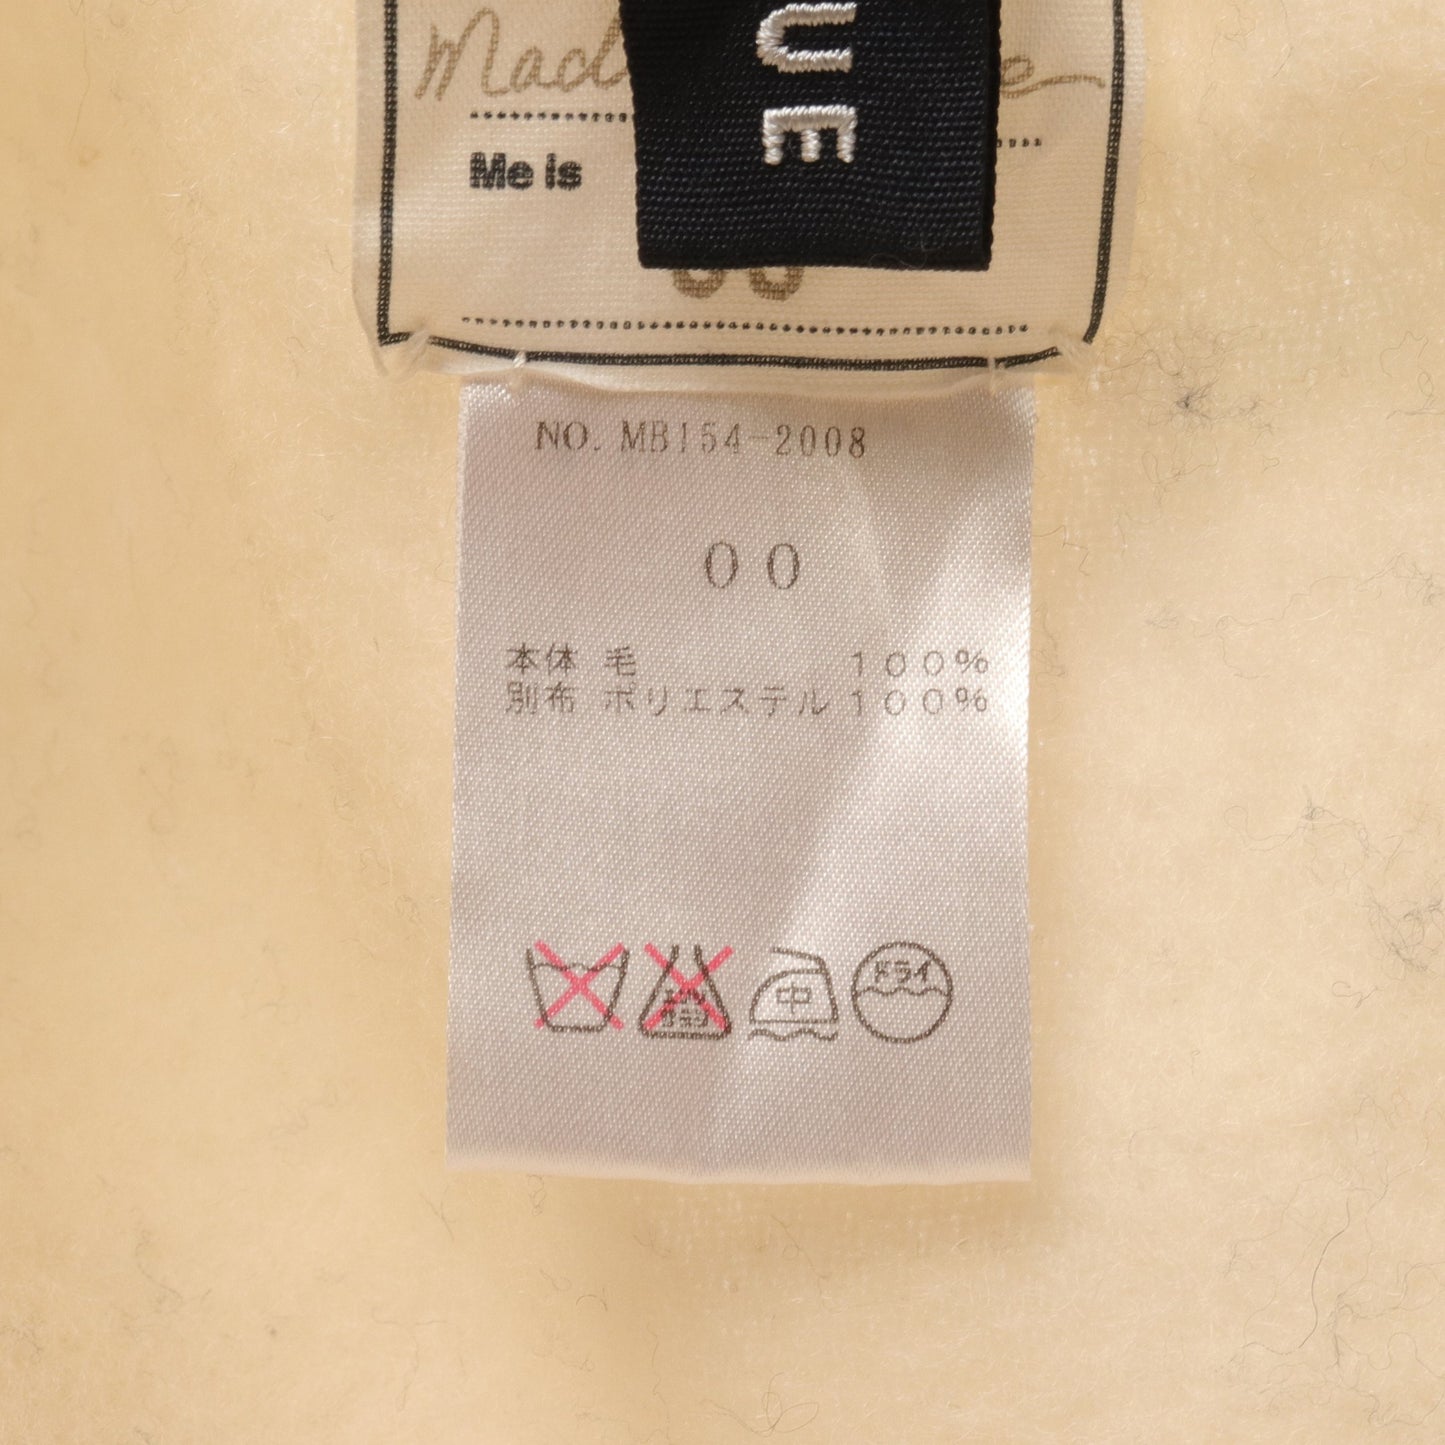 UE
Me is
NO. MB154-2008
00
本体 毛 100%
別布 ポリエステル 100%
中
ドライ